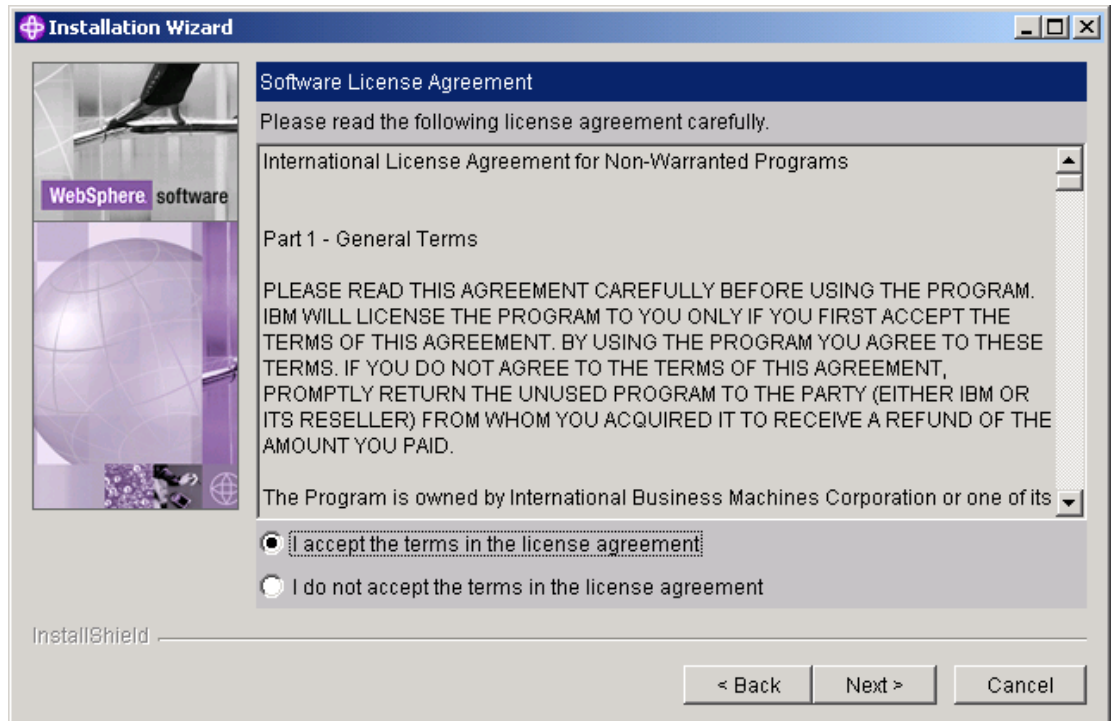 Installation Wizard
Software License Agreement
Please read the following license agreement carefully.
WebSphere software
International License Agreement for Non-Warranted Programs
Part 1 - General Terms
PLEASE READ THIS AGREEMENT CAREFULLY BEFORE USING THE PROGRAM.
IBM WILL LICENSE THE PROGRAM TO YOU ONLY IF YOU FIRST ACCEPT THE
TERMS OF THIS AGREEMENT. BY USING THE PROGRAM YOU AGREE TO THESE
TERMS. IF YOU DO NOT AGREE TO THE TERMS OF THIS AGREEMENT,
PROMPTLY RETURN THE UNUSED PROGRAM TO THE PARTY (EITHER IBM OR
ITS RESELLER) FROM WHOM YOU ACQUIRED IT TO RECEIVE A REFUND OF THE
AMOUNT YOU PAID.
The Program is owned by International Business Machines Corporation or one of its
I accept the terms in the license agreement
I do not accept the terms in the license agreement
InstallShield
< Back
Next >
Cancel